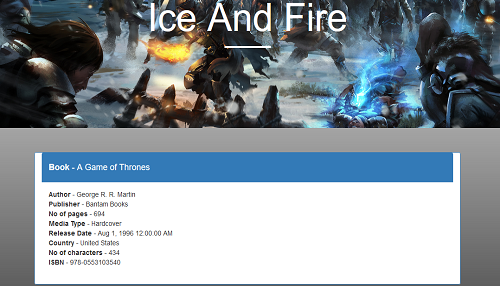 Ice And Fire
Book - A Game of Thrones
Author - George R. R. Martin
Publisher - Bantam Books
No of pages - 694
Media Type - Hardcover
Release Date - Aug 1, 1996 12:00:00 AM
Country - United States
No of characters - 434
ISBN - 978-0553103540